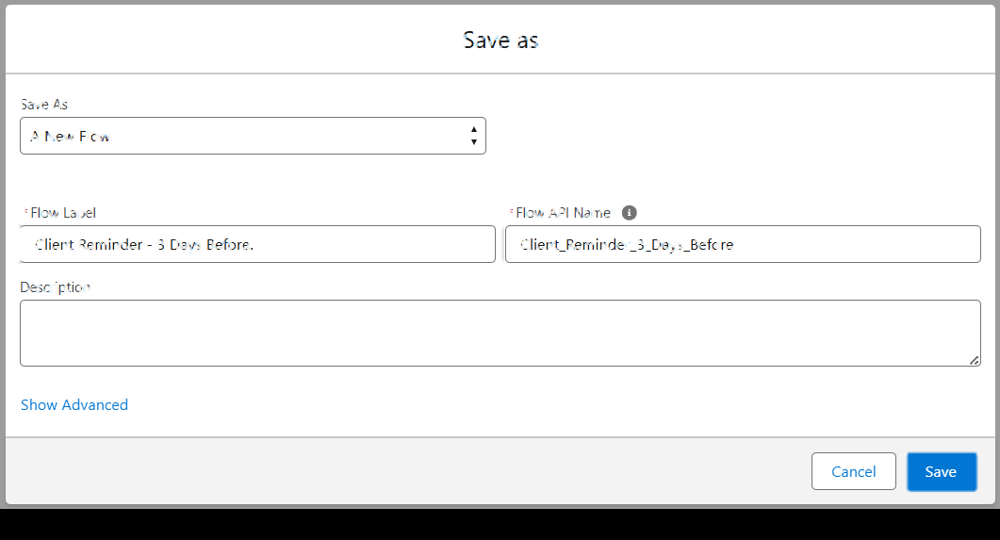 Save as
Save As
A New Flow
* Flow Label
* Flow API Name
Client Reminder - 3 Days Before.
Client_Reminder_3_Days_Before
Description
Show Advanced
Cancel
Save